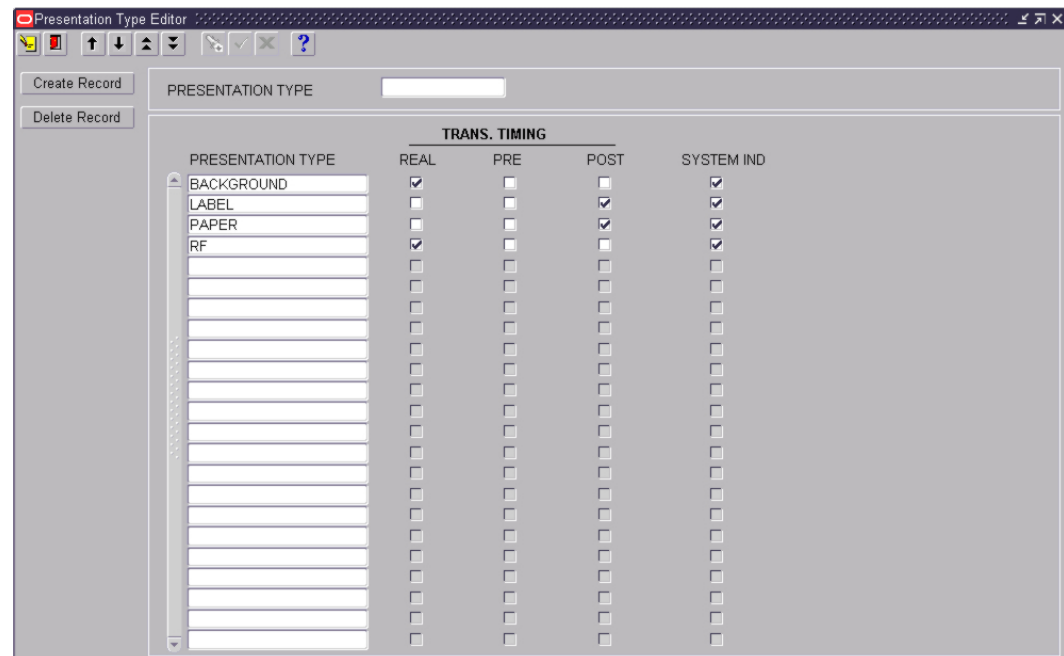 Presentation Type Editor
?
Create Record
PRESENTATION TYPE
Delete Record
TRANS. TIMING
PRESENTATION TYPE REAL PRE POST SYSTEM IND
BACKGROUND
LABEL
PAPER
RF